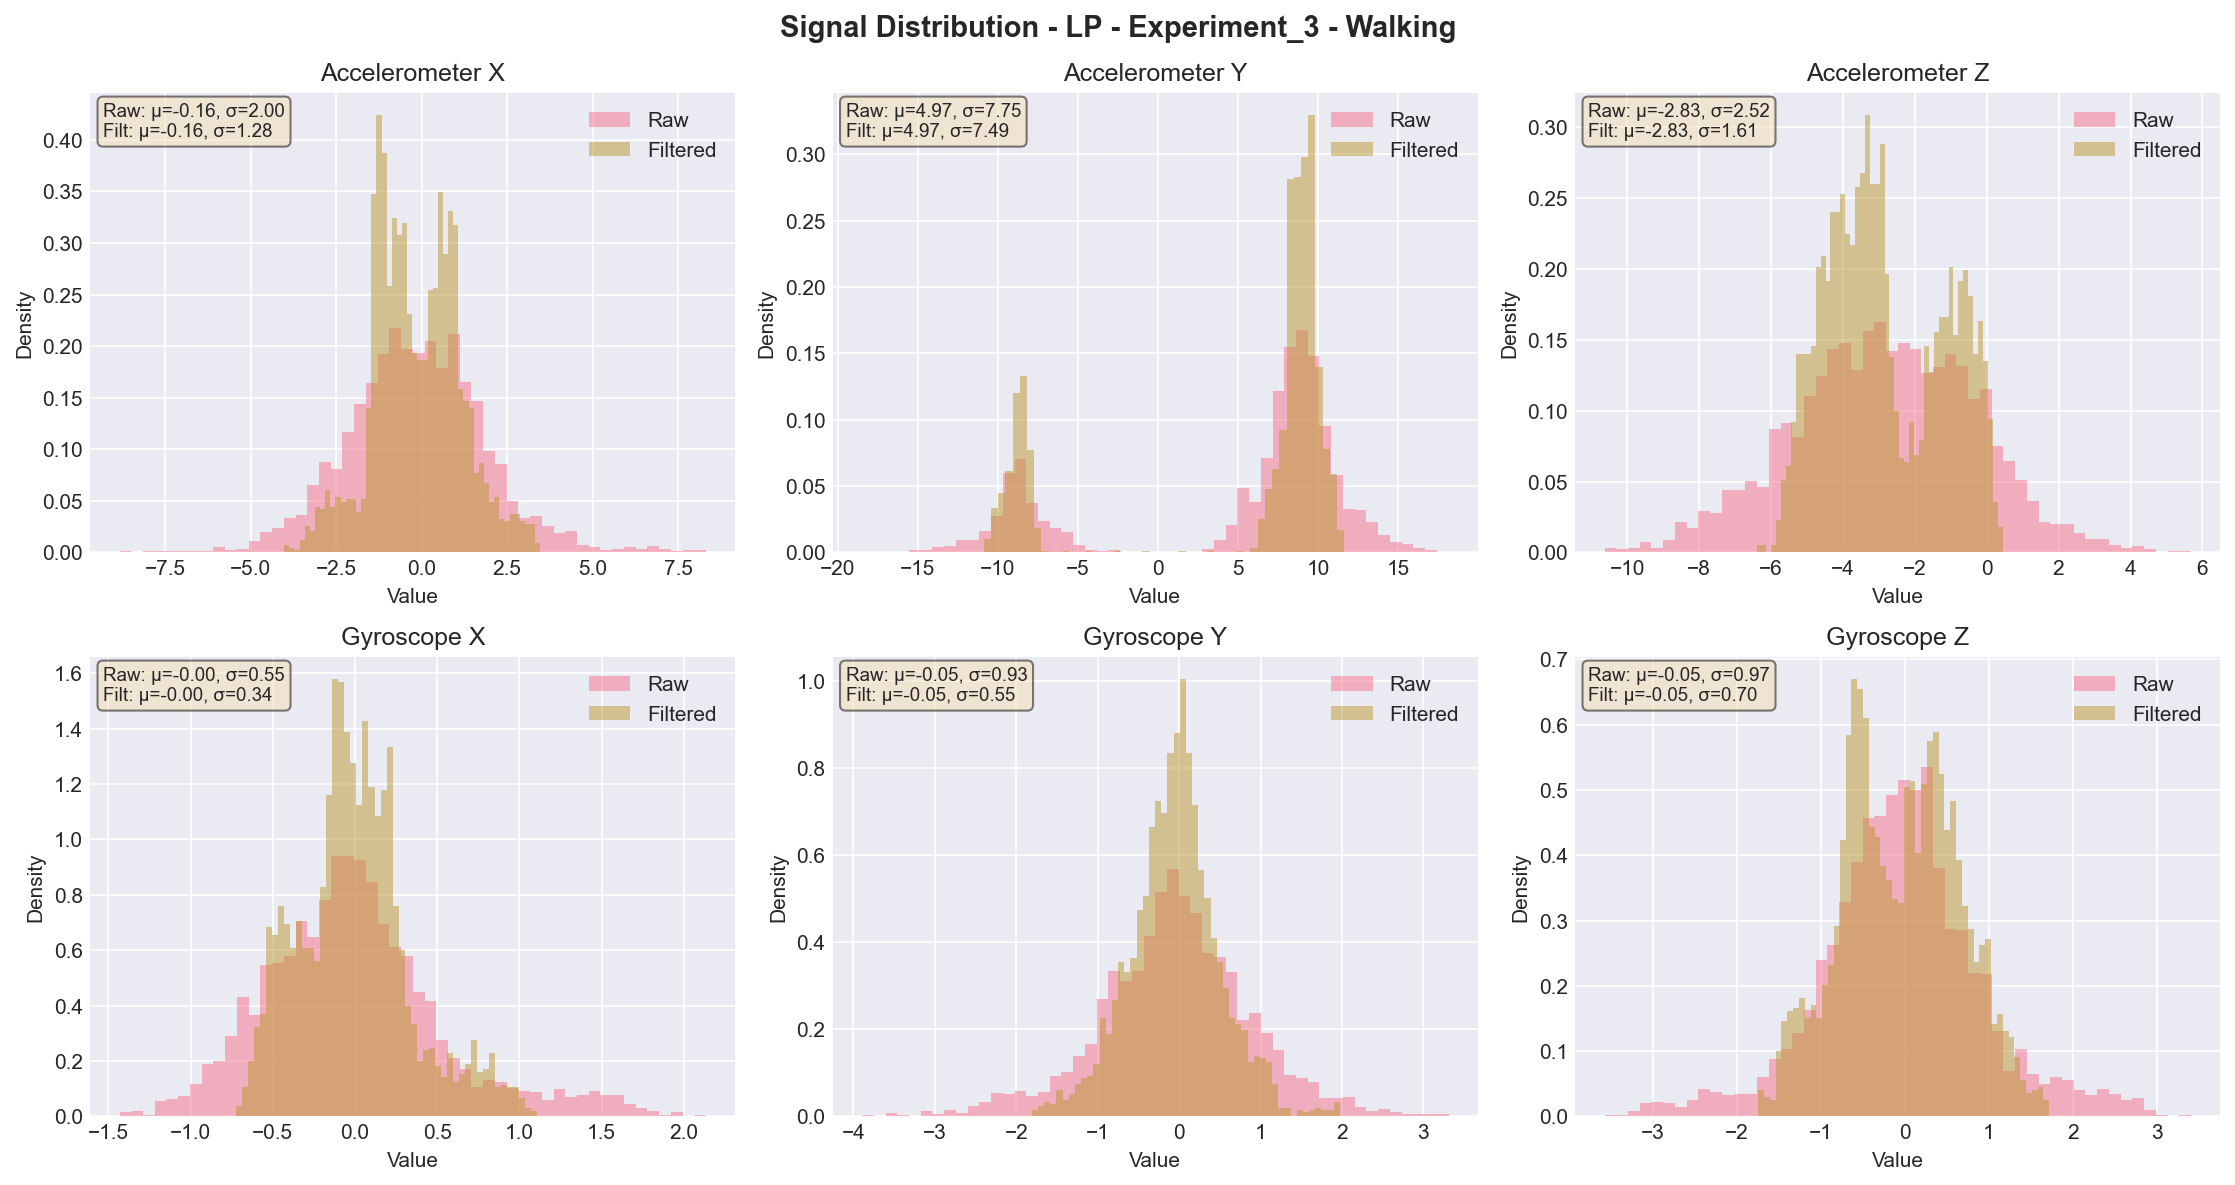 Signal Distribution - LP - Experiment_3 - Walking
Accelerometer X
Raw: μ=-0.16, σ=2.00
Filt: μ=-0.16, σ=1.28
Raw
Filtered
0.40
0.35
0.30
0.25
0.20
0.15
0.10
0.05
0.00
Density
−7.5 −5.0 −2.5 0.0 2.5 5.0 7.5
Value
Accelerometer Y
Raw: μ=4.97, σ=7.75
Filt: μ=4.97, σ=7.49
Raw
Filtered
0.30
0.25
0.20
0.15
0.10
0.05
0.00
Density
−20 −15 −10 −5 0 5 10 15
Value
Accelerometer Z
Raw: μ=-2.83, σ=2.52
Filt: μ=-2.83, σ=1.61
Raw
Filtered
0.30
0.25
0.20
0.15
0.10
0.05
0.00
Density
−10 −8 −6 −4 −2 0 2 4 6
Value
Gyroscope X
Raw: μ=-0.00, σ=0.55
Filt: μ=-0.00, σ=0.34
Raw
Filtered
1.6
1.4
1.2
1.0
0.8
0.6
0.4
0.2
0.0
Density
−1.5 −1.0 −0.5 0.0 0.5 1.0 1.5 2.0
Value
Gyroscope Y
Raw: μ=-0.05, σ=0.93
Filt: μ=-0.05, σ=0.55
Raw
Filtered
1.0
0.8
0.6
0.4
0.2
0.0
Density
−4 −3 −2 −1 0 1 2 3
Value
Gyroscope Z
Raw: μ=-0.05, σ=0.97
Filt: μ=-0.05, σ=0.70
Raw
Filtered
0.7
0.6
0.5
0.4
0.3
0.2
0.1
0.0
Density
−3 −2 −1 0 1 2 3
Value